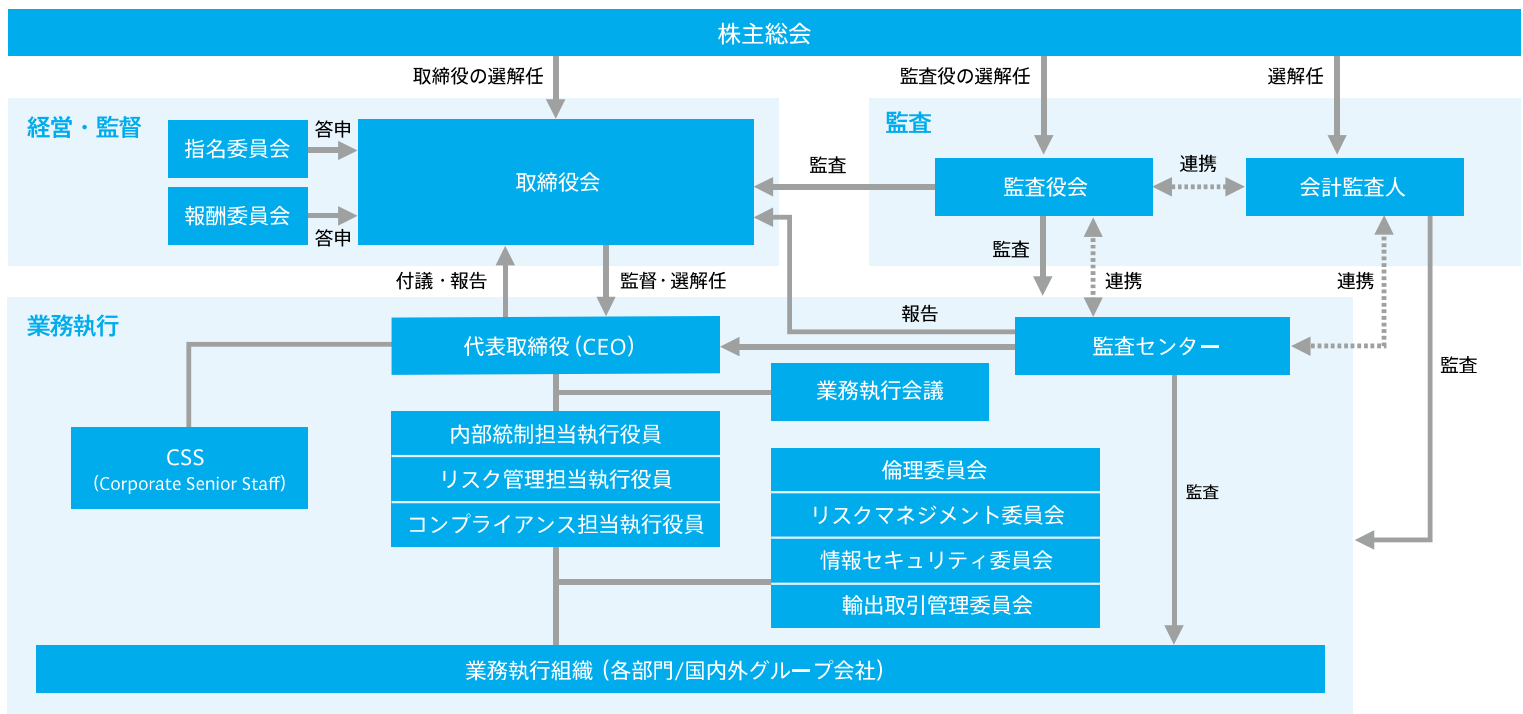 株主総会
取締役の選解任
監査役の選解任
選解任
経営・監督
監査
指名委員会
答申
取締役会
監査
監査役会
連携
会計監査人
報酬委員会
答申
監査
付議・報告
監督・選解任
連携
連携
報告
業務執行
代表取締役(CEO)
監査センター
監査
業務執行会議
CSS
(Corporate Senior Staff)
内部統制担当執行役員
リスク管理担当執行役員
コンプライアンス担当執行役員
倫理委員会
リスクマネジメント委員会
情報セキュリティ委員会
輸出取引管理委員会
監査
業務執行組織(各部門/国内外グループ会社)